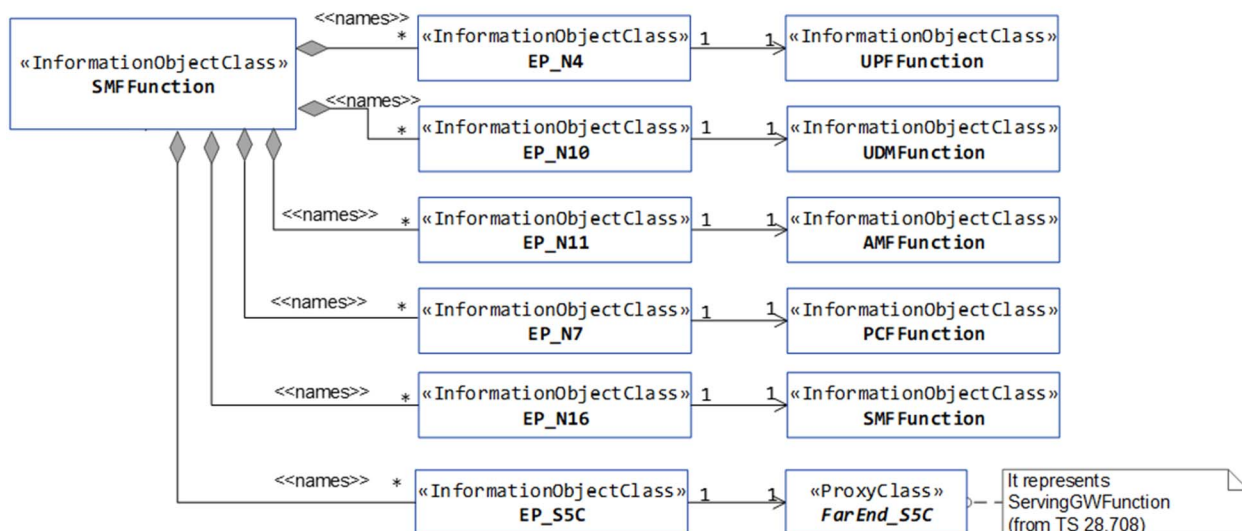 <<names>>
«InformationObjectClass»
SMFFunction
*
«InformationObjectClass»
EP_N4
1
1
«InformationObjectClass»
UPFFunction
<<names>>
*
«InformationObjectClass»
EP_N10
1
1
«InformationObjectClass»
UDMFunction
<<names>>
*
«InformationObjectClass»
EP_N11
1
1
«InformationObjectClass»
AMFFunction
<<names>>
*
«InformationObjectClass»
EP_N7
1
1
«InformationObjectClass»
PCFFunction
<<names>>
*
«InformationObjectClass»
EP_N16
1
1
«InformationObjectClass»
SMFFunction
<<names>>
*
«InformationObjectClass»
EP_S5C
1
1
«ProxyClass»
FarEnd_S5C
It represents
ServingGWFunction
(from TS 28.708)